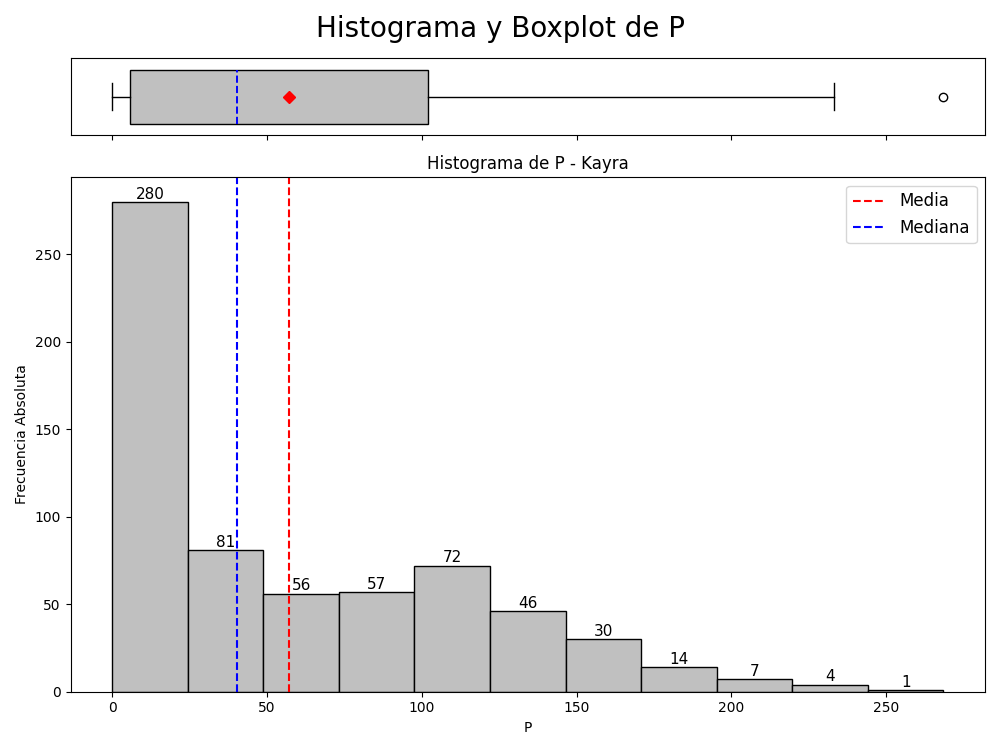 Histograma y Boxplot de P
Histograma de P - Kayra
Media
Mediana
Frecuencia Absoluta
250
200
150
100
50
0
280
81
56
57
72
46
30
14
7
4
1
0 50 100 150 200 250
P